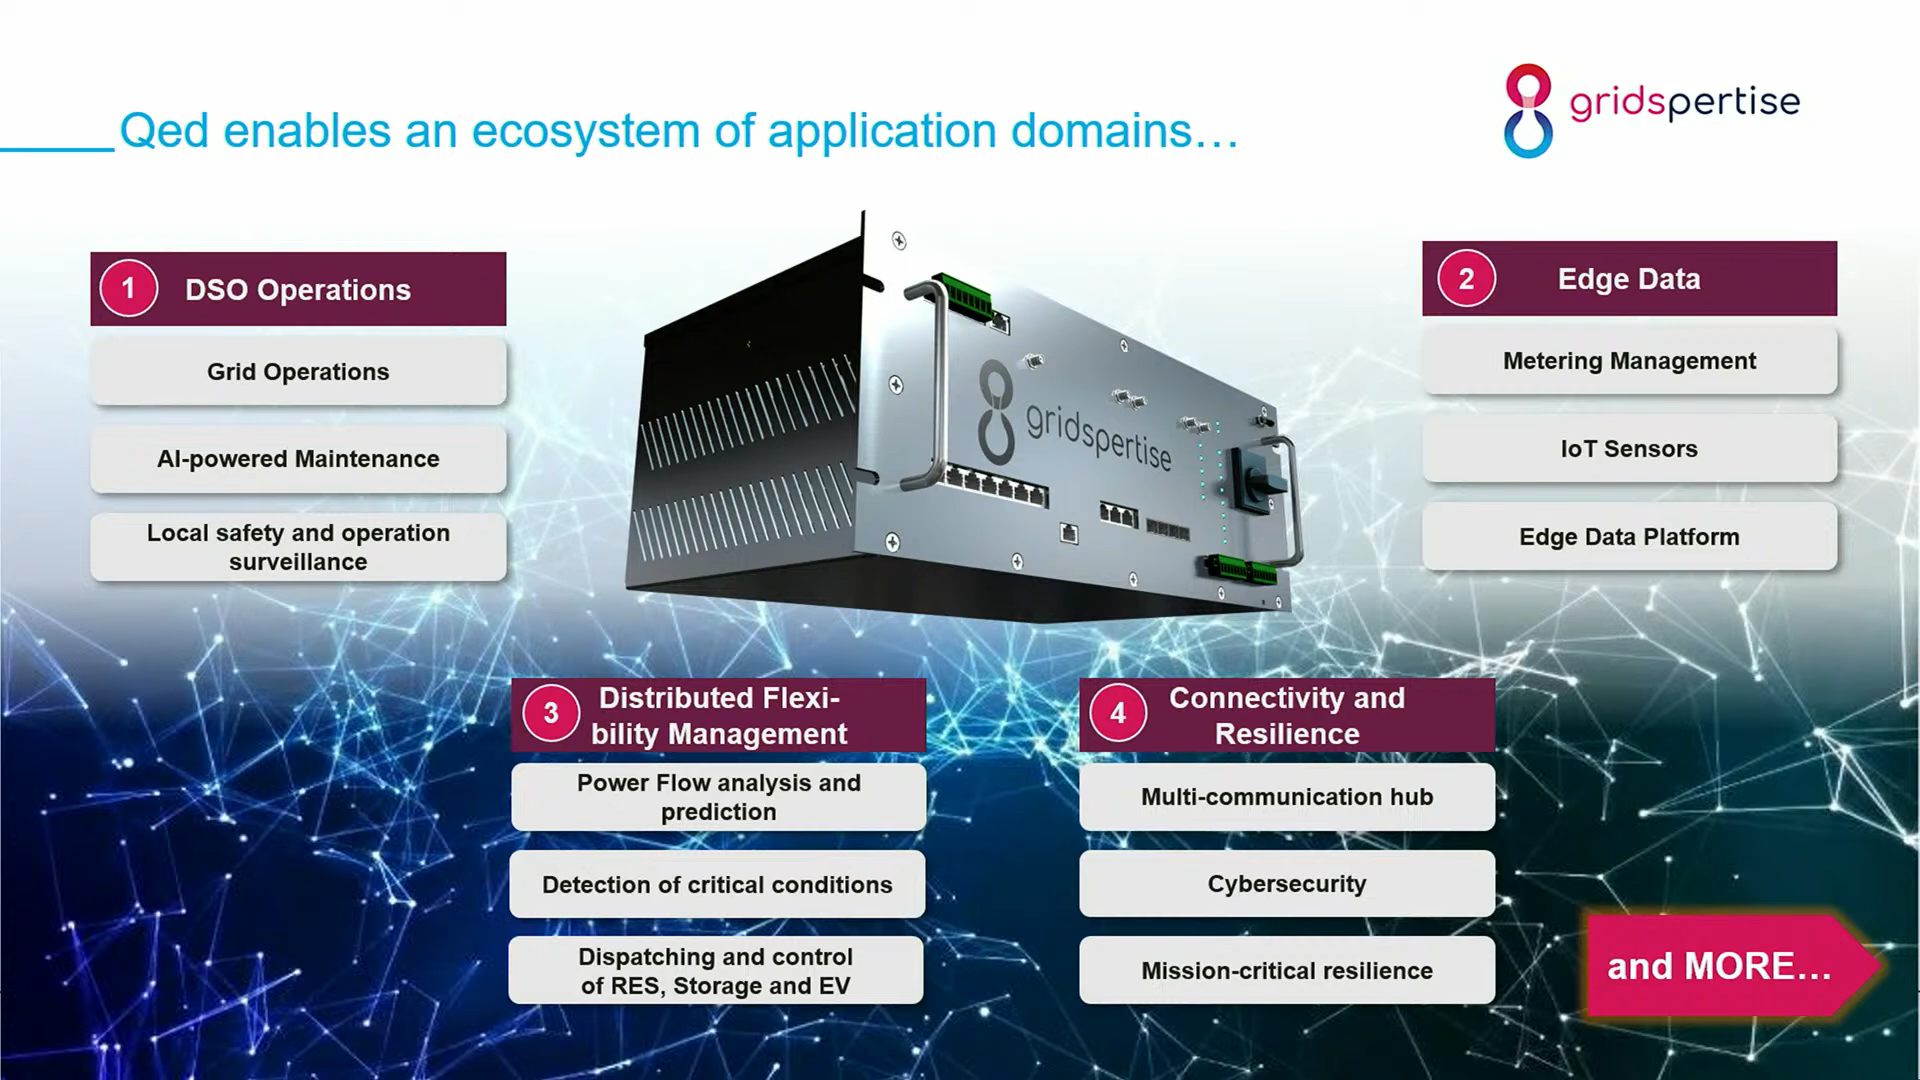 Qed enables an ecosystem of application domains…
gridspertise
1
DSO Operations
Grid Operations
AI-powered Maintenance
Local safety and operation
surveillance
gridspertise
2
Edge Data
Metering Management
IoT Sensors
Edge Data Platform
3
Distributed Flexi-
bility Management
Power Flow analysis and
prediction
Detection of critical conditions
Dispatching and control
of RES, Storage and EV
4
Connectivity and
Resilience
Multi-communication hub
Cybersecurity
Mission-critical resilience
and MORE…